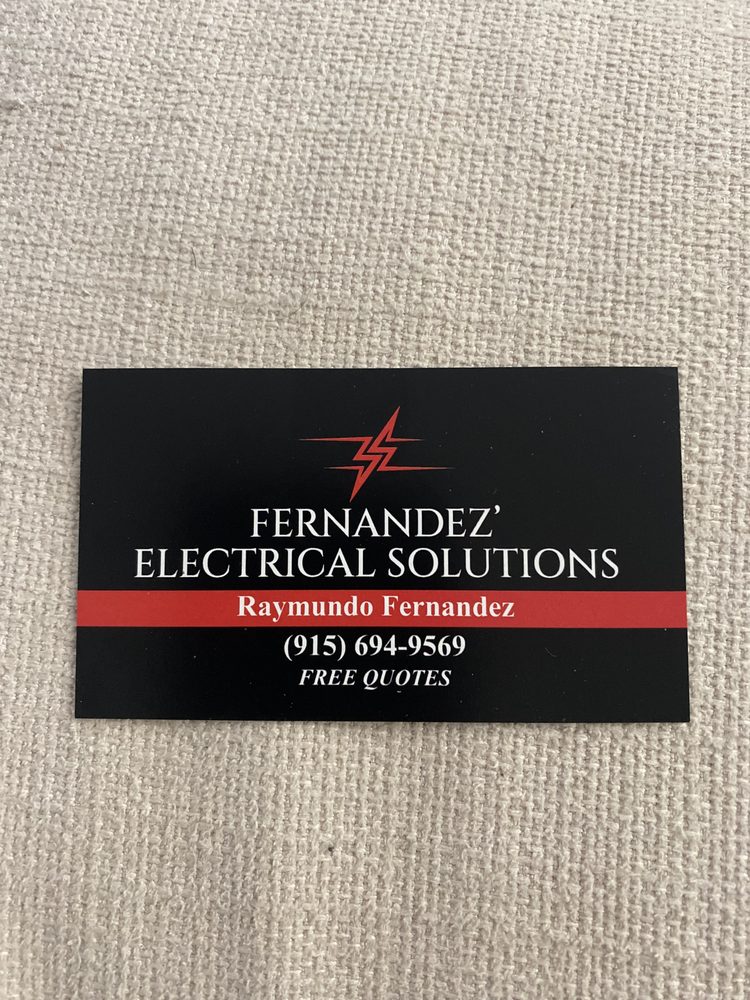 FERNANDEZ’
ELECTRICAL SOLUTIONS
Raymundo Fernandez
(915) 694-9569
FREE QUOTES